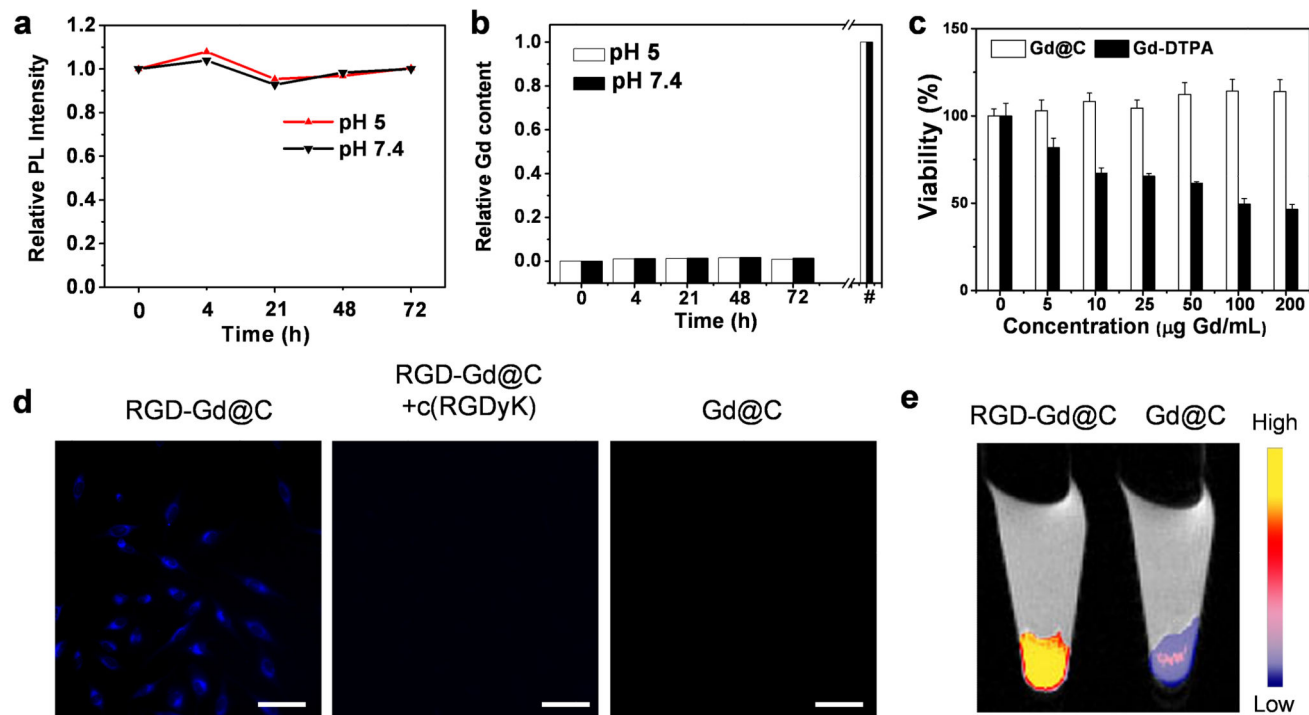 a
1.2
1.0
0.8
0.6
0.4
0.2
0.0
Relative PL Intensity
pH 5
pH 7.4
0 4 21 48 72
Time (h)
b
1.0
0.8
0.6
0.4
0.2
0.0
Relative Gd content
pH 5
pH 7.4
0 4 21 48 72 #
Time (h)
c
150
100
50
0
Viability (%)
Gd@C Gd-DTPA
0 5 10 25 50 100 200
Concentration (μg Gd/mL)
d
RGD-Gd@C
RGD-Gd@C
+c(RGDyK)
Gd@C
e
RGD-Gd@C Gd@C
High
Low